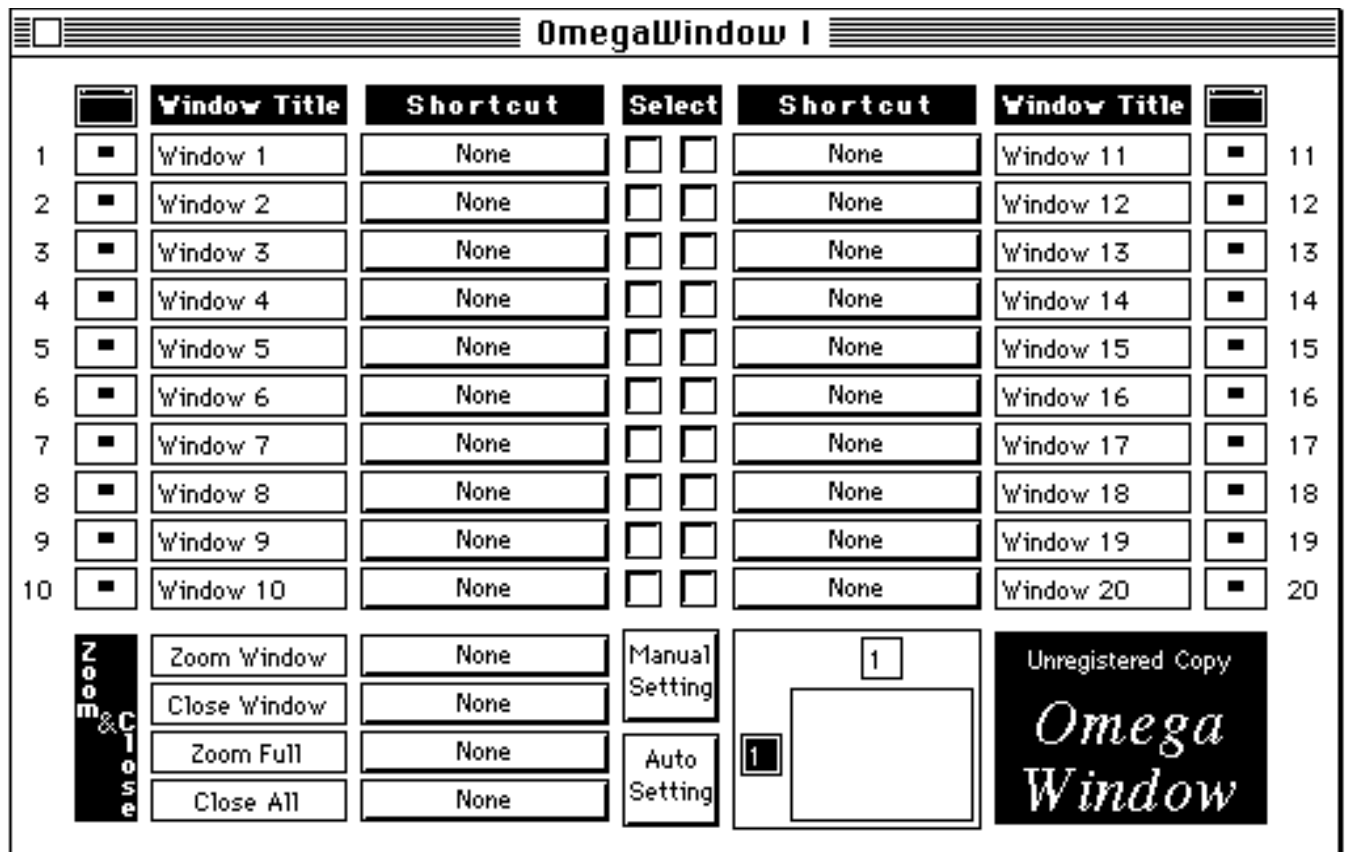 OmegaWindow I
Window Title Shortcut Select Shortcut Window Title
1 Window 1 None None Window 11 11
2 Window 2 None None Window 12 12
3 Window 3 None None Window 13 13
4 Window 4 None None Window 14 14
5 Window 5 None None Window 15 15
6 Window 6 None None Window 16 16
7 Window 7 None None Window 17 17
8 Window 8 None None Window 18 18
9 Window 9 None None Window 19 19
10 Window 10 None None Window 20 20
Zoom & Close
Zoom Window None
Close Window None
Zoom Full None
Close All None
Manual
Setting
Auto
Setting
1
1
Unregistered Copy
Omega
Window